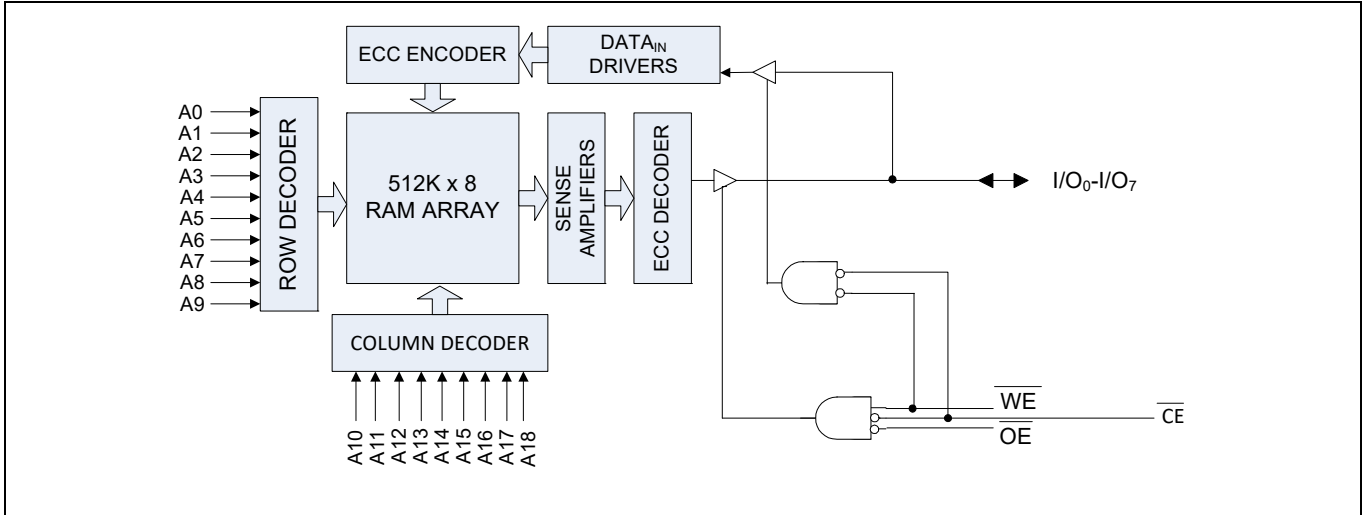 ECC ENCODER
DATAIN
DRIVERS
A0
A1
A2
A3
A4
A5
A6
A7
A8
A9
ROW DECODER
512K x 8
RAM ARRAY
SENSE
AMPLIFIERS
ECC DECODER
I/O0-I/O7
COLUMN DECODER
A10
A11
A12
A13
A14
A15
A16
A17
A18
WE
CE
OE